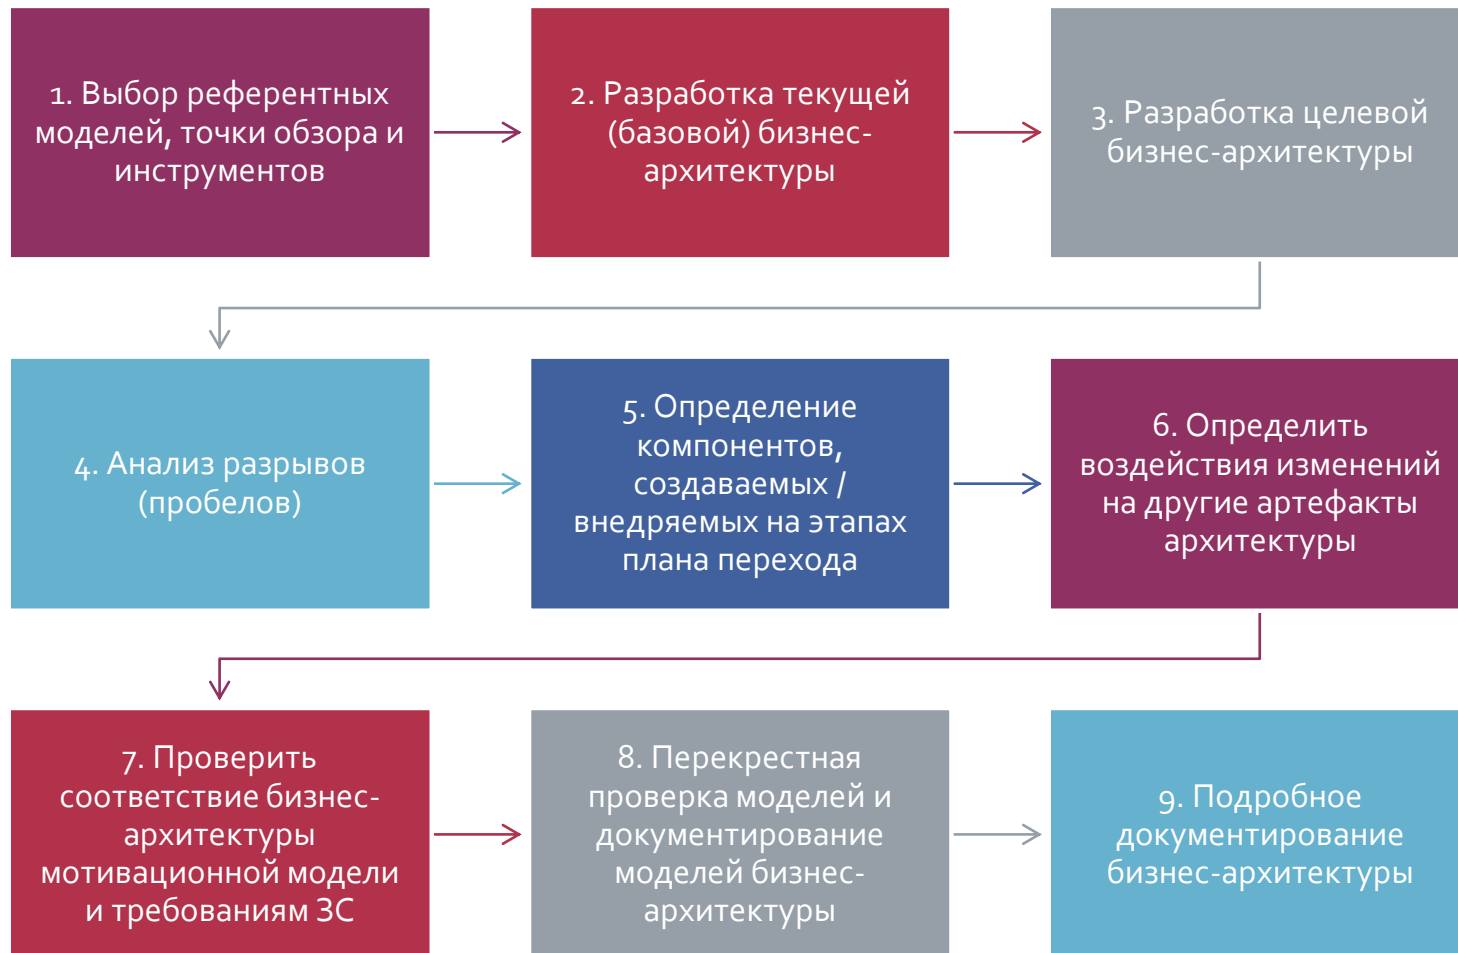 1. Выбор референтных
моделей, точки обзора и
инструментов
2. Разработка текущей
(базовой) бизнес-
архитектуры
3. Разработка целевой
бизнес-архитектуры
4. Анализ разрывов
(пробелов)
5. Определение
компонентов,
создаваемых /
внедряемых на этапах
плана перехода
6. Определить
воздействия изменений
на другие артефакты
архитектуры
7. Проверить
соответствие бизнес-
архитектуры
мотивационной модели
и требованиям ЗС
8. Перекрестная
проверка моделей и
документирование
моделей бизнес-
архитектуры
9. Подробное
документирование
бизнес-архитектуры